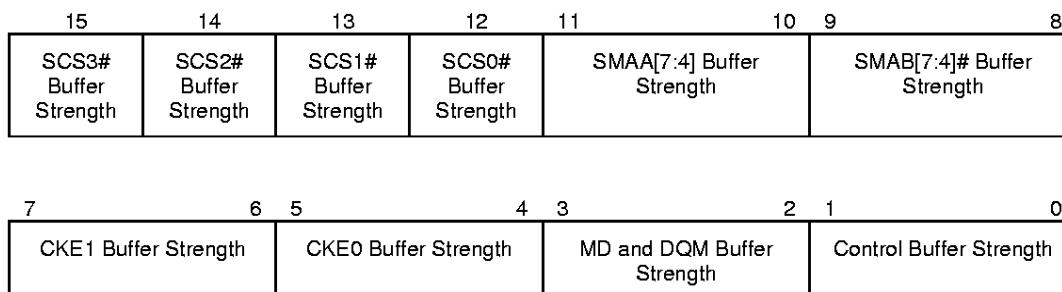 15 14 13 12 11 10 9 8
SCS3# SCS2# SCS1# SCS0# SMAA[7:4] Buffer SMAB[7:4]# Buffer
Buffer Buffer Buffer Buffer Strength Strength
Strength Strength Strength Strength
7 6 5 4 3 2 1 0
CKE1 Buffer Strength CKE0 Buffer Strength MD and DQM Buffer Control Buffer Strength
Strength